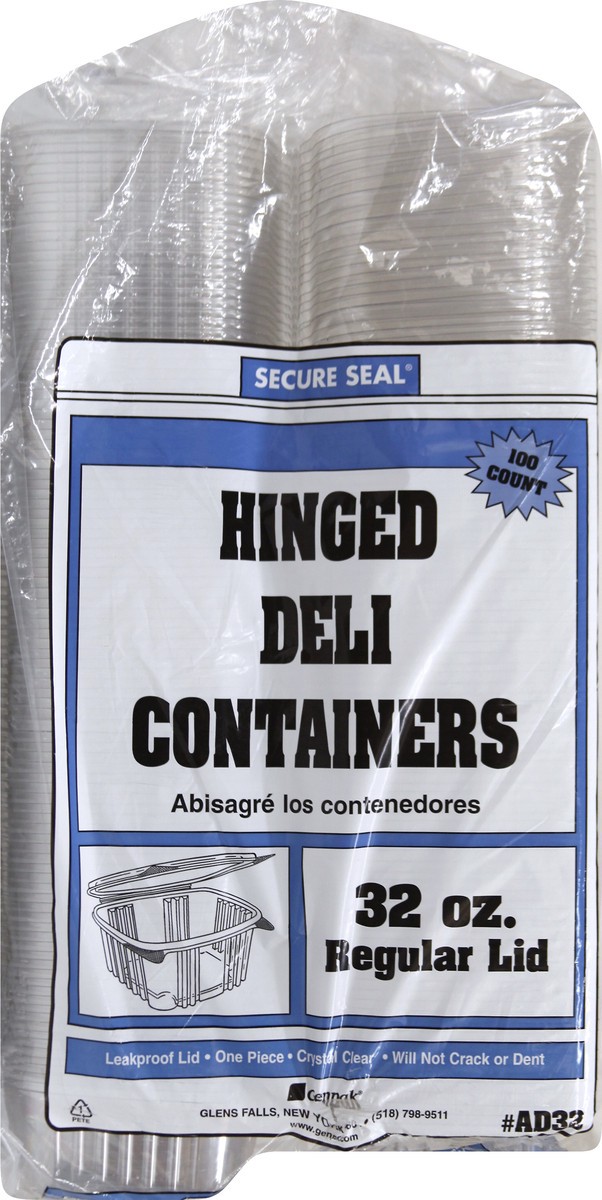 SECURE SEAL®
100
COUNT
HINGED
DELI
CONTAINERS
Abisagré los contenedores
32 oz.
Regular Lid
Leakproof Lid • One Piece • Crystal Clear • Will Not Crack or Dent
Genpak®
GLENS FALLS, NEW YORK (518) 798-9511
#AD32
1
PETE